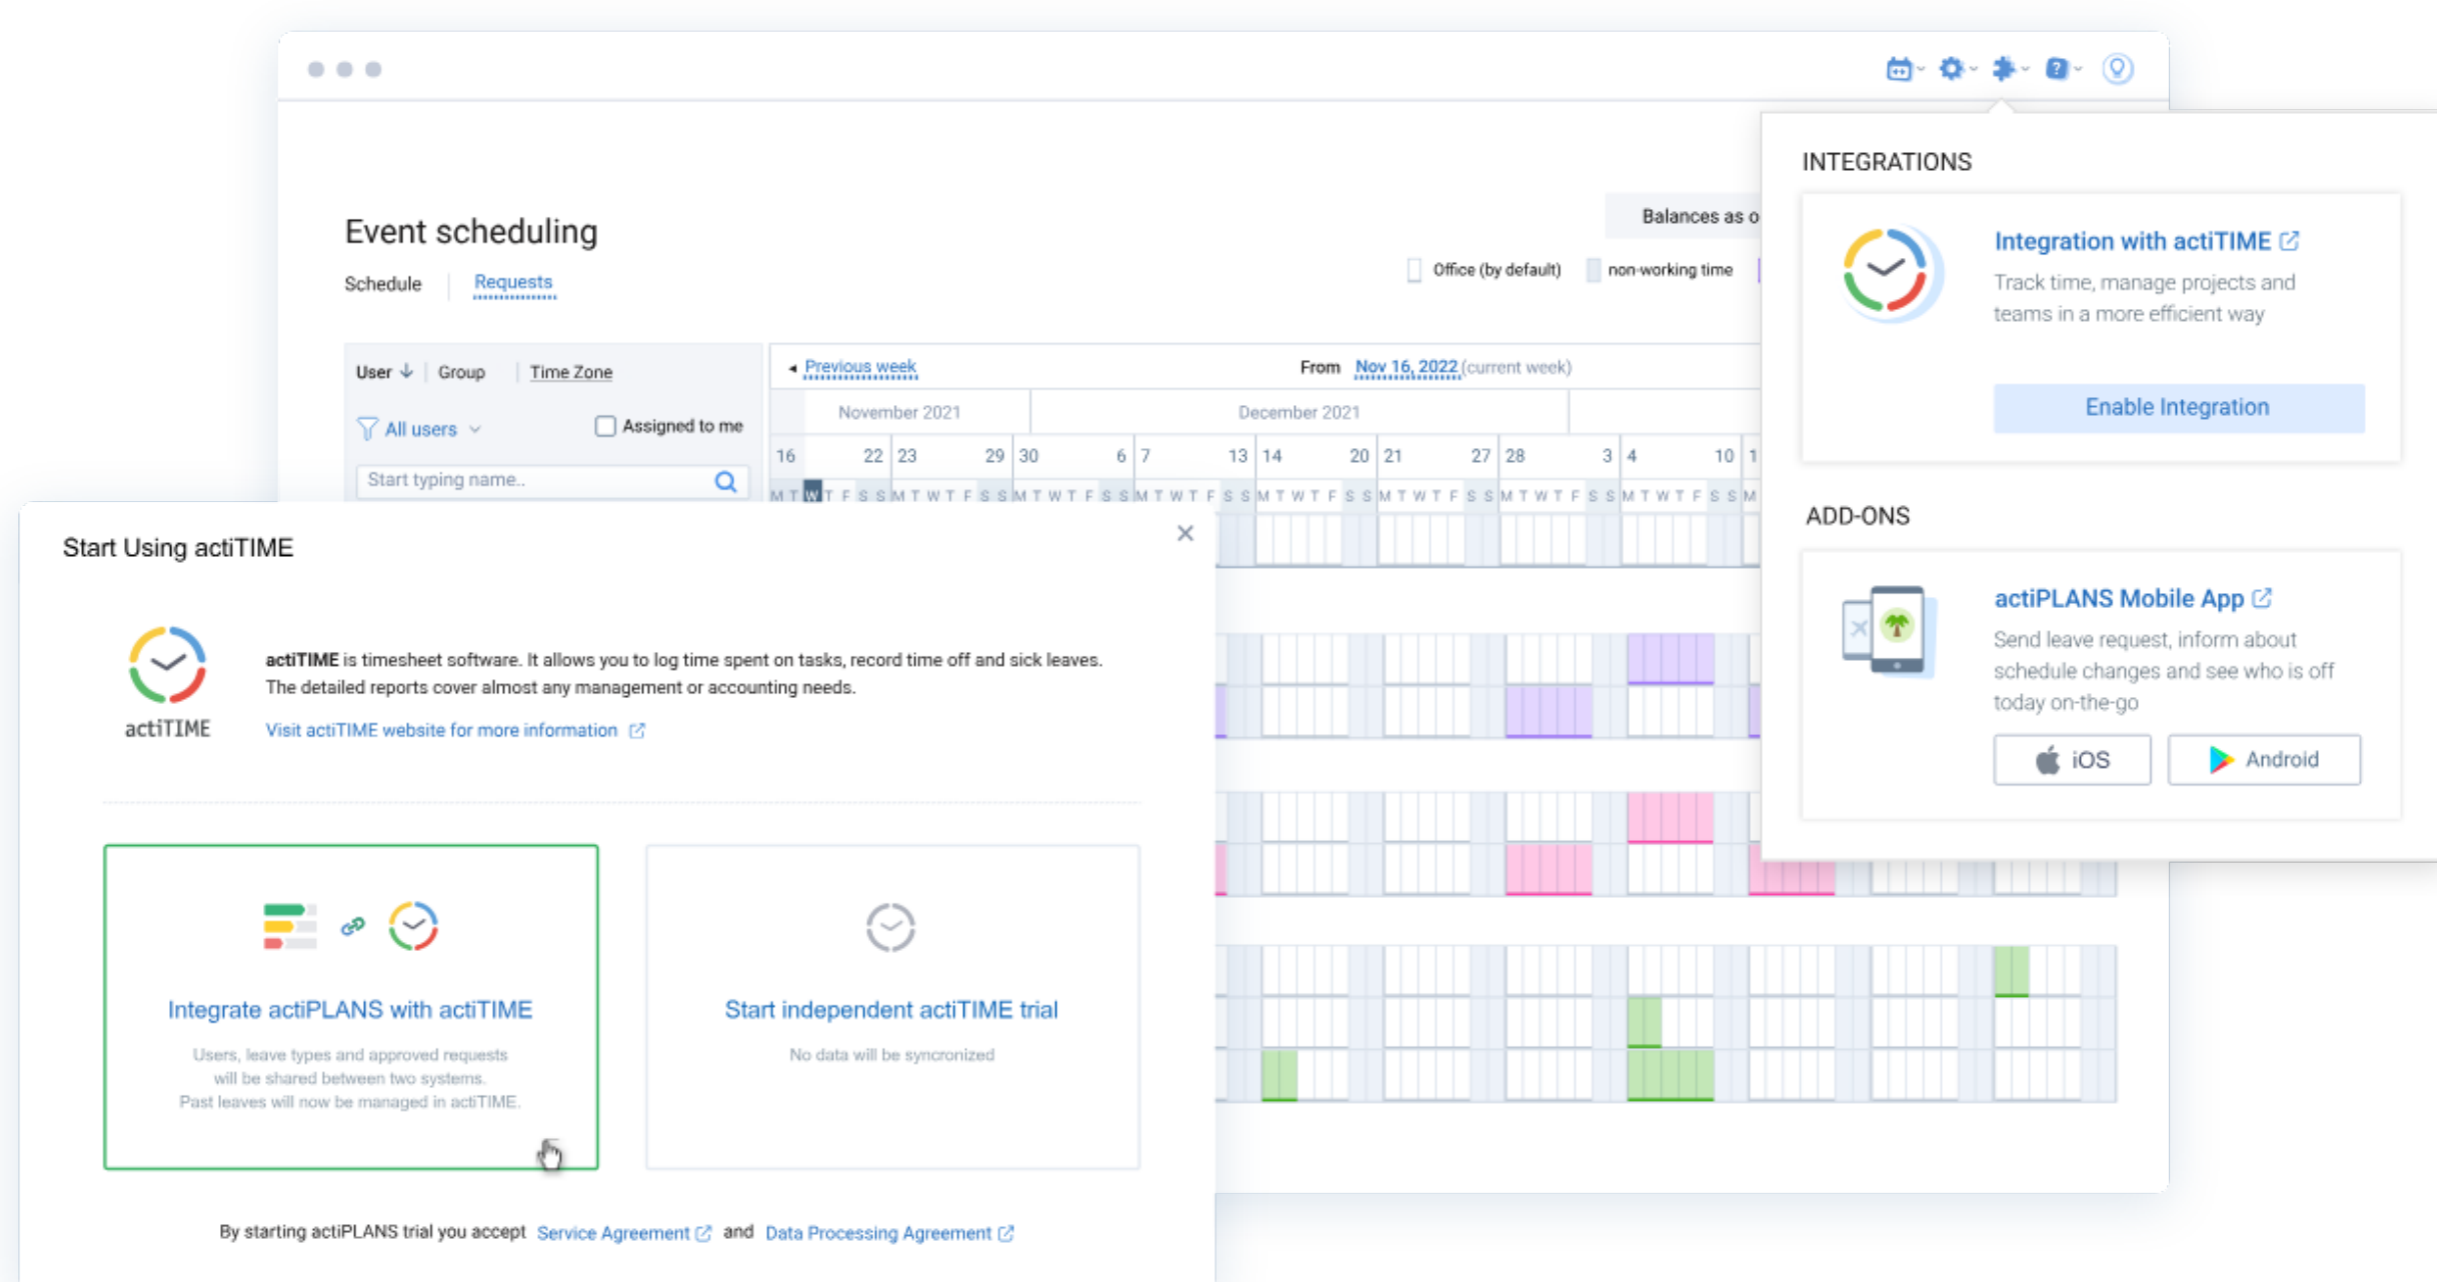 Event scheduling
Balances as o
Schedule
Requests
Office (by default)
non-working time
User Group Time Zone
All users
Assigned to me
Start typing name..
Previous week
From Nov 16, 2022 (current week)
November 2021
December 2021
16 22 23 29 30 6 7 13 14 20 21 27 28 3 4 10 1
M T W T F S S M T W T F S S M T W T F S S M T W T F S S M T W T F S S M T W T F S S M T W T F S S M T W T F S S M
INTEGRATIONS
Integration with actiTIME
Track time, manage projects and
teams in a more efficient way
Enable Integration
ADD-ONS
actiPLANS Mobile App
Send leave request, inform about
schedule changes and see who is off
today on-the-go
iOS
Android
Start Using actiTIME
actiTIME
actiTIME is timesheet software. It allows you to log time spent on tasks, record time off and sick leaves.
The detailed reports cover almost any management or accounting needs.
Visit actiTIME website for more information
Integrate actiPLANS with actiTIME
Users, leave types and approved requests
will be shared between two systems.
Past leaves will now be managed in actiTIME.
Start independent actiTIME trial
No data will be syncronized
By starting actiPLANS trial you accept Service Agreement and Data Processing Agreement